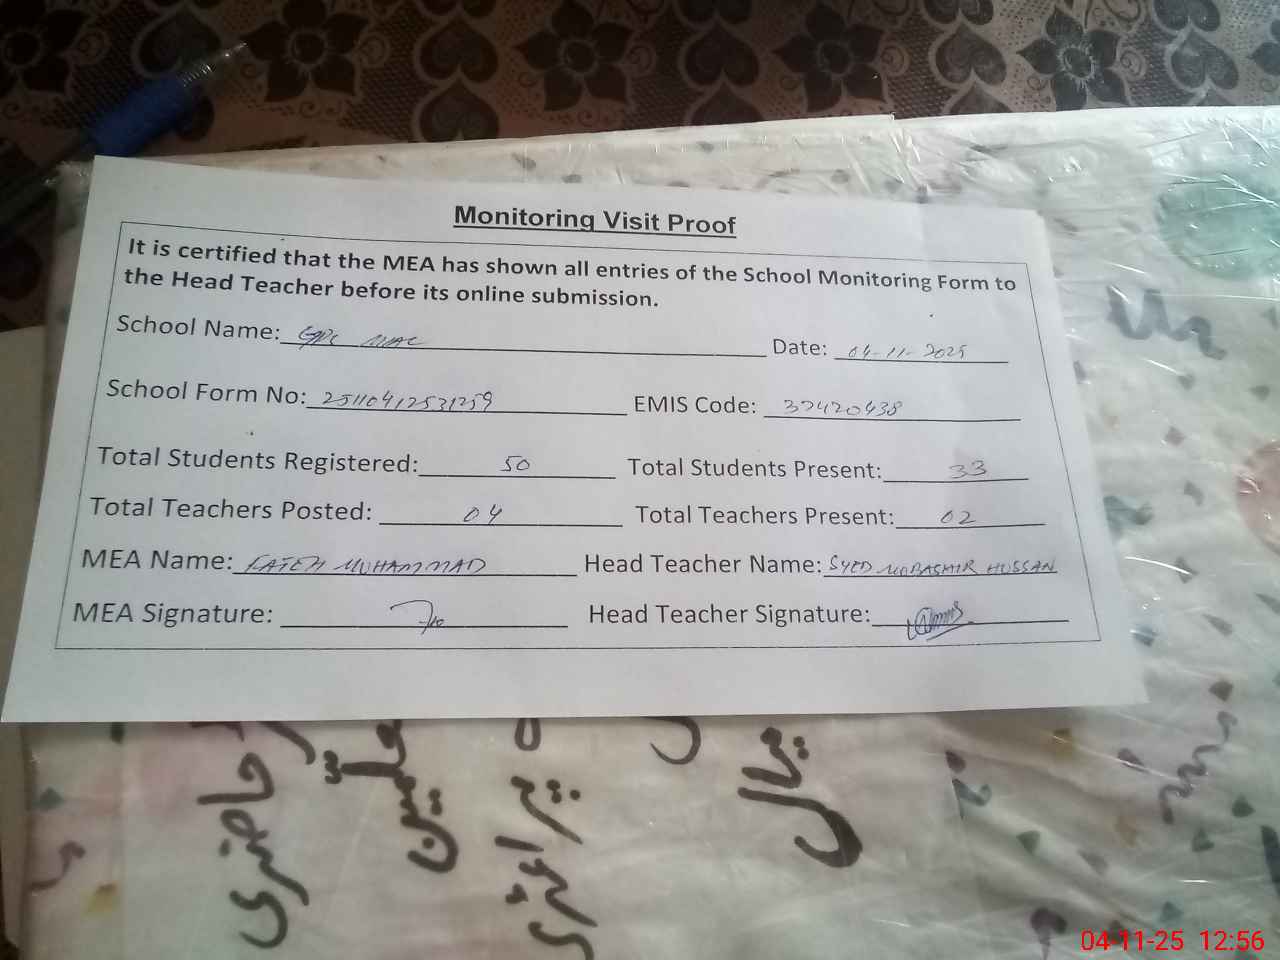 Monitoring Visit Proof
It is certified that the MEA has shown all entries of the School Monitoring Form to
the Head Teacher before its online submission.
School Name: GPS Date: 04-11-2025
School Form No: 25110412531259 EMIS Code: 37420438
Total Students Registered: 50 Total Students Present: 33
Total Teachers Posted: 04 Total Teachers Present: 02
MEA Name: FATEH MUHAMMAD Head Teacher Name: SYED MOBASHIR HUSSAN
MEA Signature: Head Teacher Signature:
حاضری
معلمین
پرائمری
میال
04-11-25 12:56